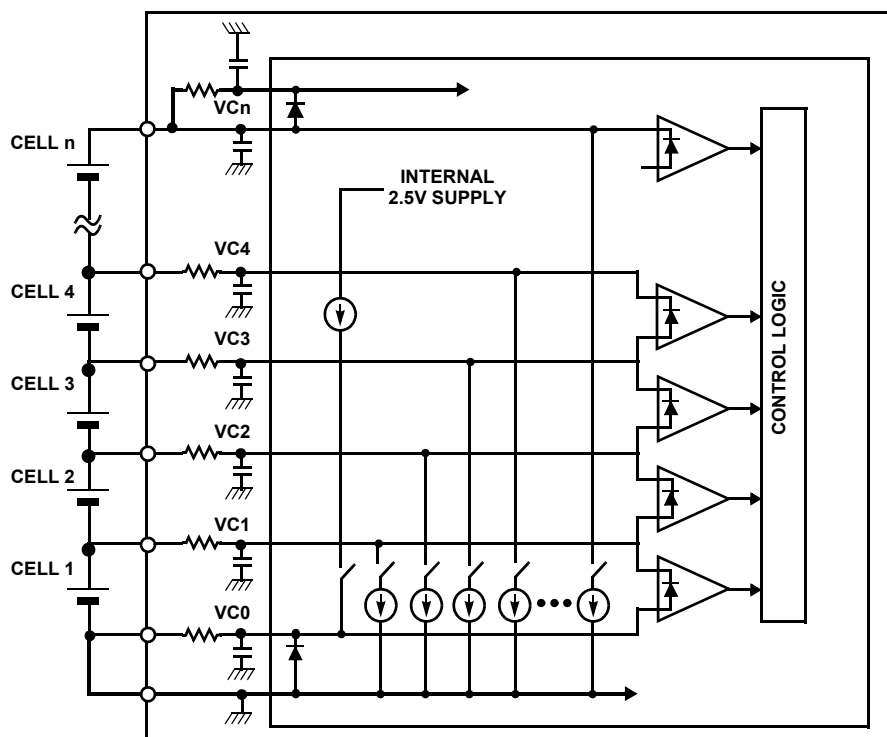 VCn
CELL n
INTERNAL
2.5V SUPPLY
VC4
CELL 4
VC3
CELL 3
VC2
CELL 2
VC1
CELL 1
VC0
CONTROL LOGIC